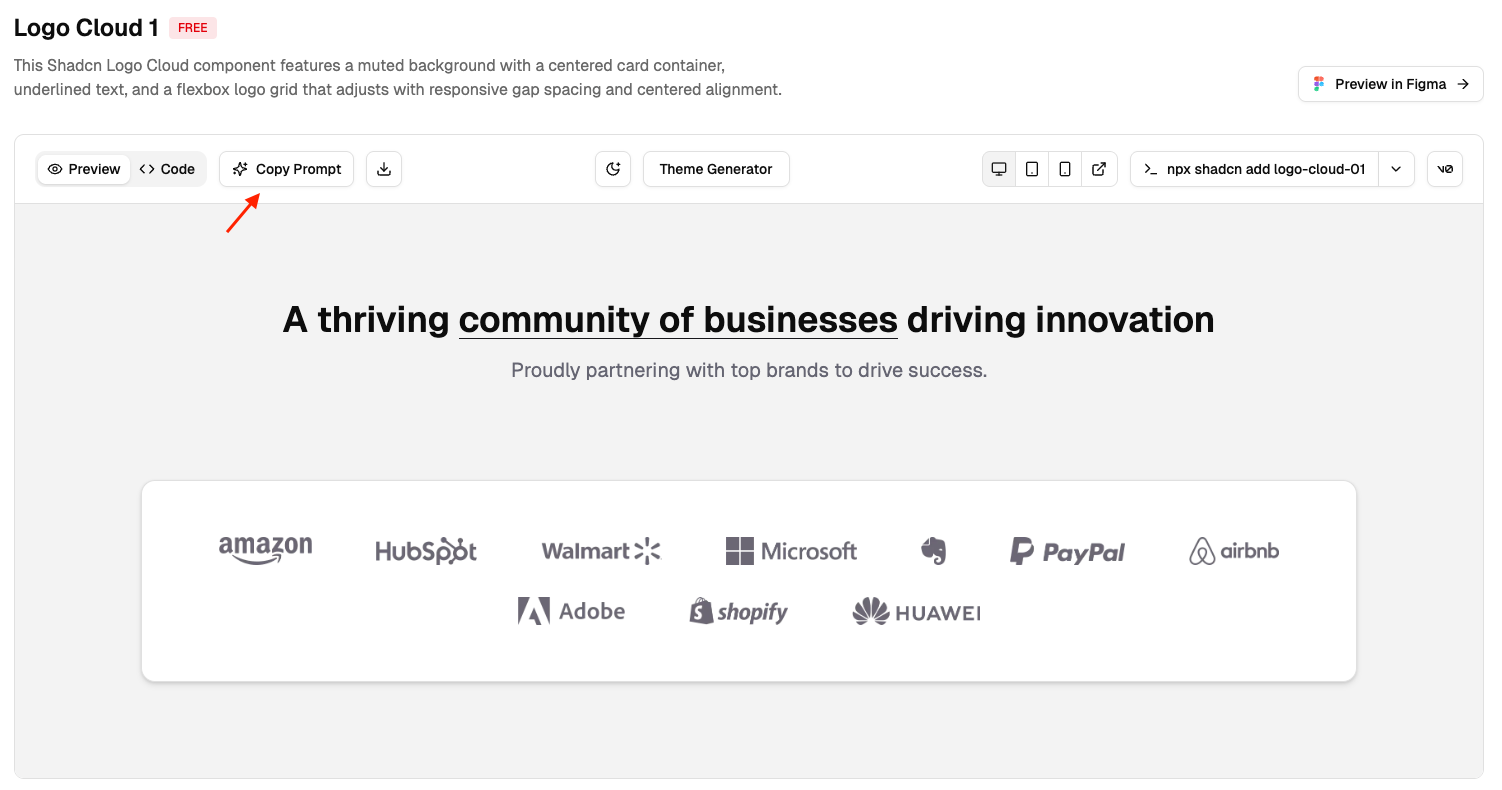 Logo Cloud 1 FREE
This Shadcn Logo Cloud component features a muted background with a centered card container,
underlined text, and a flexbox logo grid that adjusts with responsive gap spacing and centered alignment.
Preview in Figma
Preview Code Copy Prompt Theme Generator npx shadcn add logo-cloud-01 v0
A thriving community of businesses driving innovation
Proudly partnering with top brands to drive success.
amazon HubSpot Walmart Microsoft PayPal airbnb
Adobe shopify HUAWEI